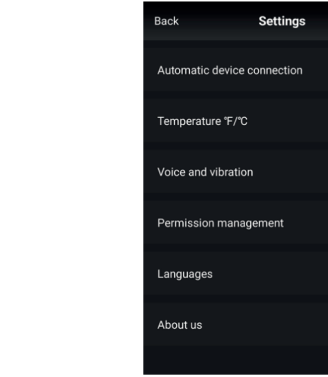 Back Settings
Automatic device connection
Temperature °F/°C
Voice and vibration
Permission management
Languages
About us